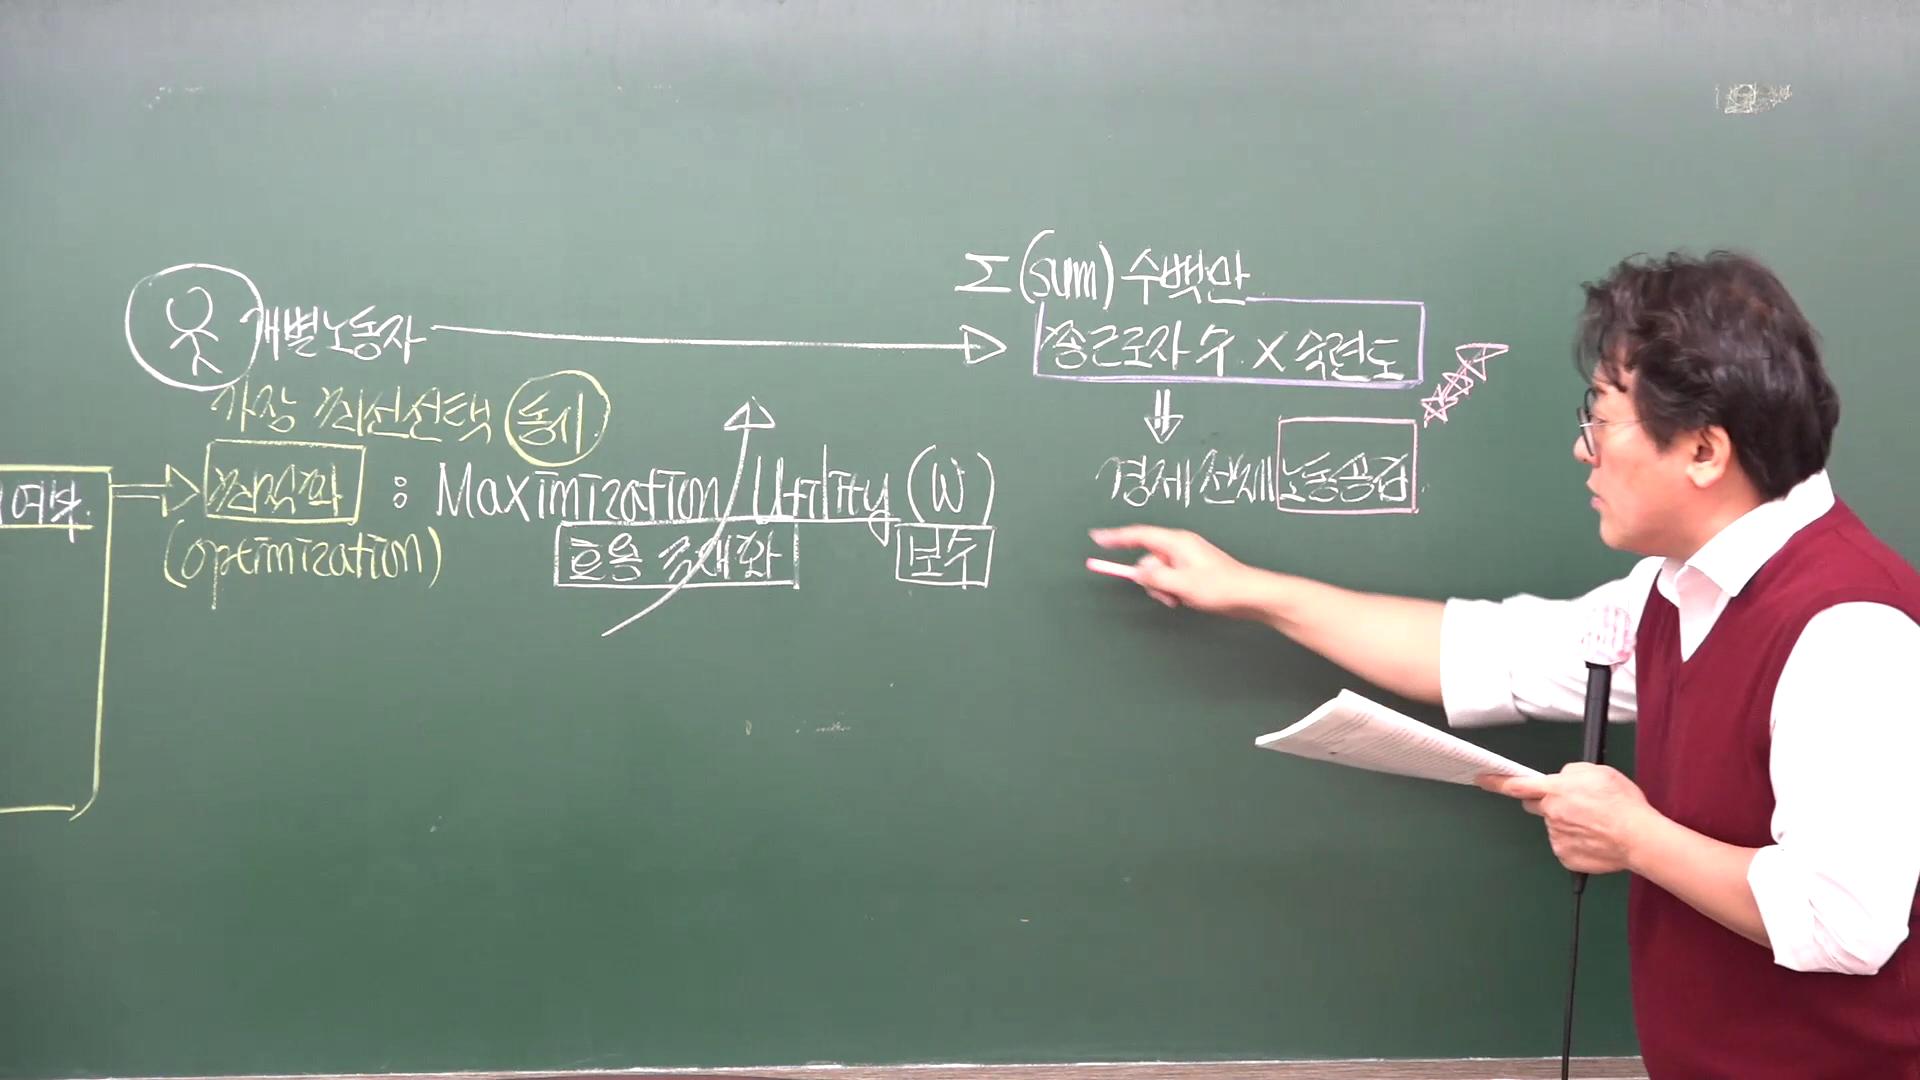 Σ (sum) 수백만
개별노동자
총근로자 수 × 숙련도
가장 최선선택 동시
여부
최적화 : Maximization Utility (W)
경제 전체 노동공급
(optimization)
효용 극대화 보수